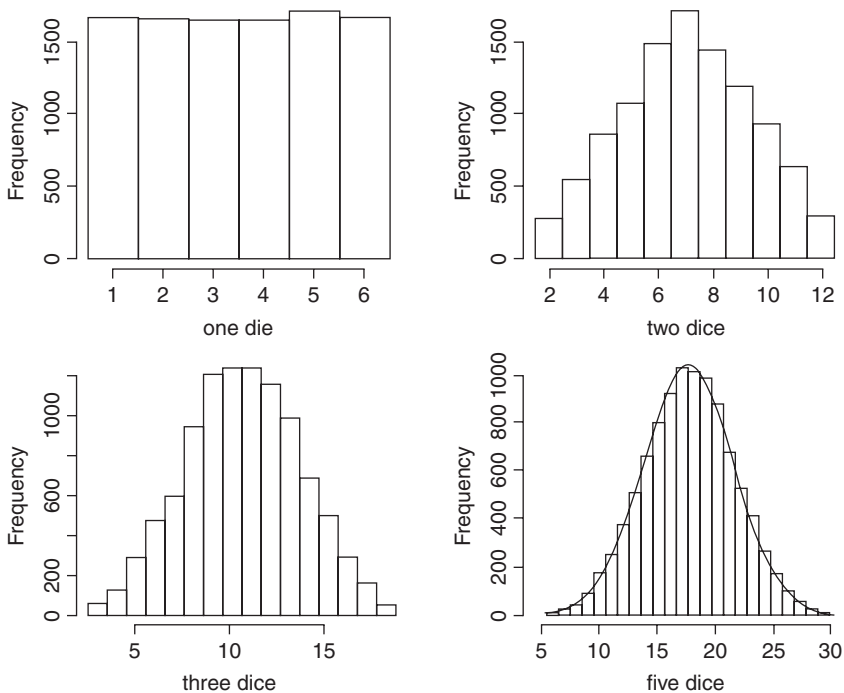 Frequency
0 500 1000 1500
1 2 3 4 5 6
one die
Frequency
0 500 1000 1500
2 4 6 8 10 12
two dice
Frequency
0 200 600 1000
5 10 15
three dice
Frequency
0 200 400 600 800 1000
5 10 15 20 25 30
five dice